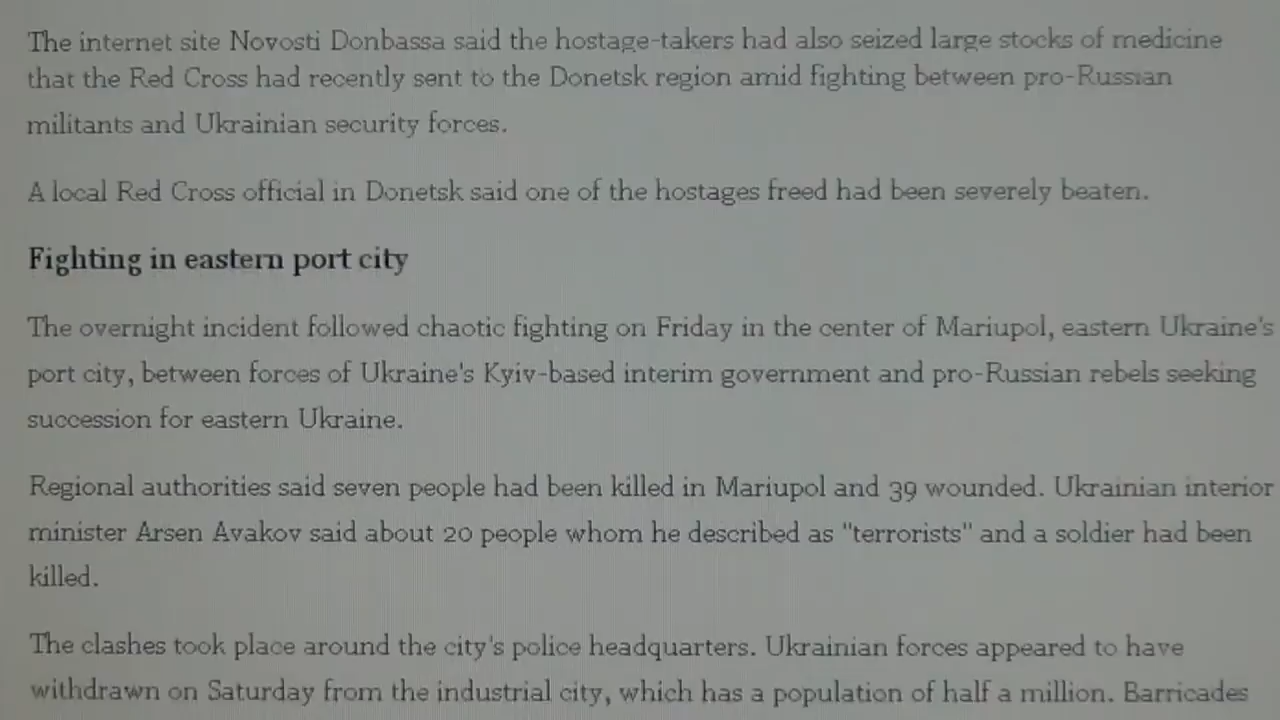 The internet site Novosti Donbassa said the hostage-takers had also seized large stocks of medicine
that the Red Cross had recently sent to the Donetsk region amid fighting between pro-Russian
militants and Ukrainian security forces.
A local Red Cross official in Donetsk said one of the hostages freed had been severely beaten.
Fighting in eastern port city
The overnight incident followed chaotic fighting on Friday in the center of Mariupol, eastern Ukraine's
port city, between forces of Ukraine's Kyiv-based interim government and pro-Russian rebels seeking
succession for eastern Ukraine.
Regional authorities said seven people had been killed in Mariupol and 39 wounded. Ukrainian interior
minister Arsen Avakov said about 20 people whom he described as "terrorists" and a soldier had been
killed.
The clashes took place around the city's police headquarters. Ukrainian forces appeared to have
withdrawn on Saturday from the industrial city, which has a population of half a million. Barricades